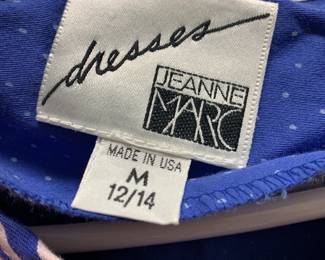 dresses
JEANNE
MARC
MADE IN USA
M
12/14